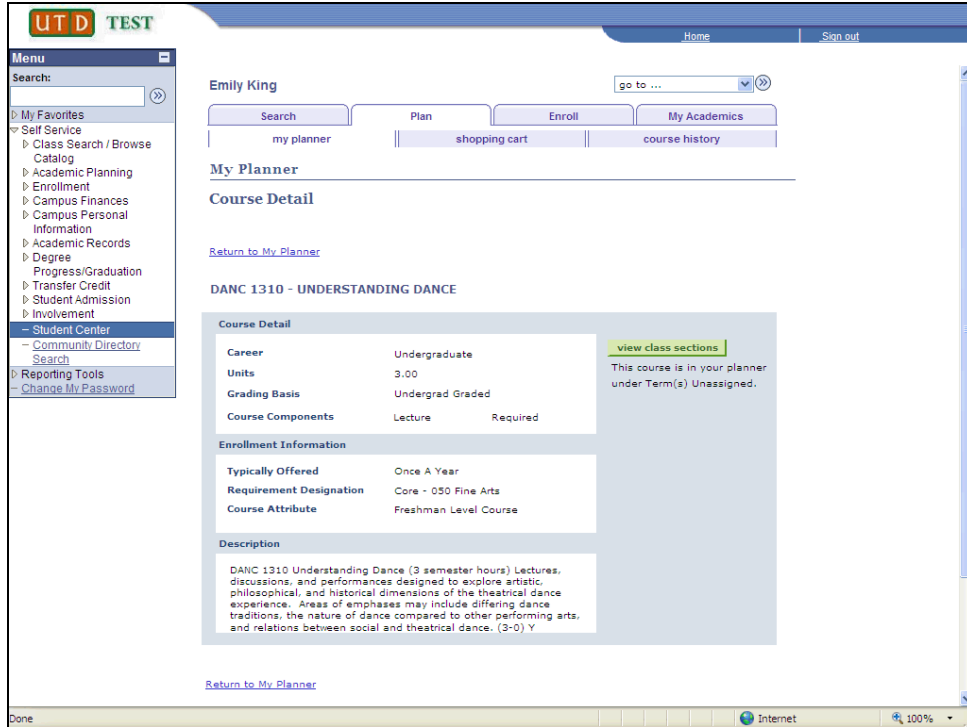 UTD TEST
Home
Sign out
Menu
Search:
My Favorites
Self Service
Class Search / Browse
Catalog
Academic Planning
Enrollment
Campus Finances
Campus Personal
Information
Academic Records
Degree
Progress/Graduation
Transfer Credit
Student Admission
Involvement
Student Center
Community Directory
Search
Reporting Tools
Change My Password
Emily King
go to ...
Search
Plan
Enroll
My Academics
my planner
shopping cart
course history
My Planner
Course Detail
Return to My Planner
DANC 1310 - UNDERSTANDING DANCE
Course Detail
Career Undergraduate
Units 3.00
Grading Basis Undergrad Graded
Course Components Lecture Required
view class sections
This course is in your planner
under Term(s) Unassigned.
Enrollment Information
Typically Offered Once A Year
Requirement Designation Core - 050 Fine Arts
Course Attribute Freshman Level Course
Description
DANC 1310 Understanding Dance (3 semester hours) Lectures,
discussions, and performances designed to explore artistic,
philosophical, and historical dimensions of the theatrical dance
experience. Areas of emphases may include differing dance
traditions, the nature of dance compared to other performing arts,
and relations between social and theatrical dance. (3-0) Y
Return to My Planner
Done
Internet
100%